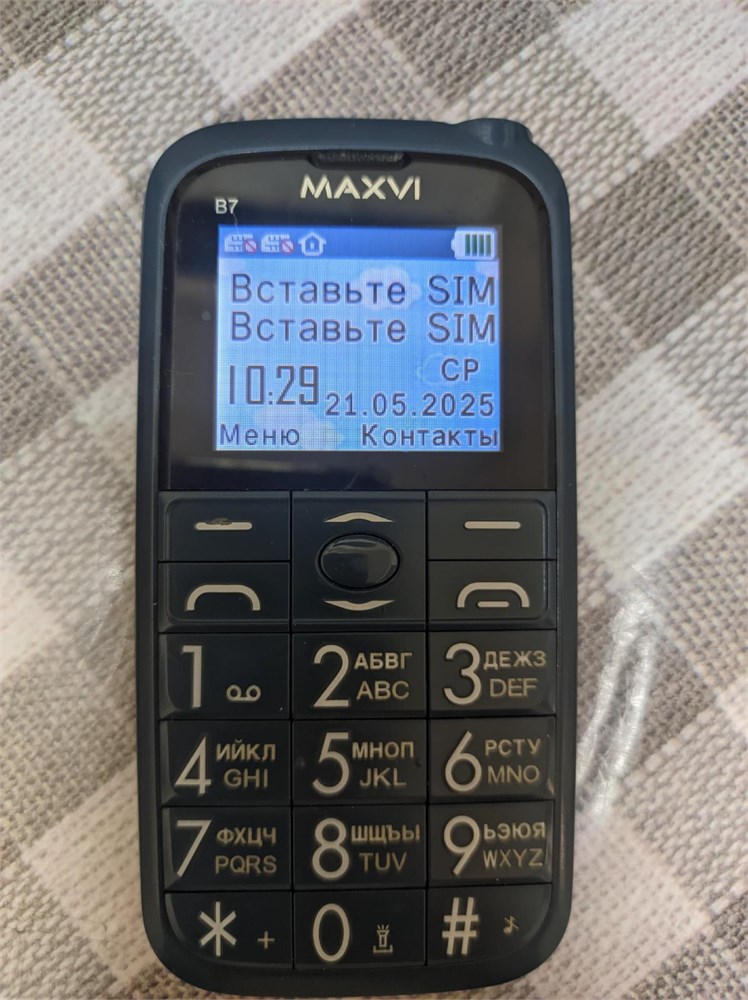 MAXVI
B7
Вставьте SIM
Вставьте SIM
10:29 СР
21.05.2025
Меню Контакты
1 2 АБВГ ABC 3 ДЕЖЗ DEF
4 ИЙКЛ GHI 5 МНОП JKL 6 РСТУ MNO
7 ФХЦЧ PQRS 8 ШЩЪЫ TUV 9 ЬЭЮЯ WXYZ
* + 0 #